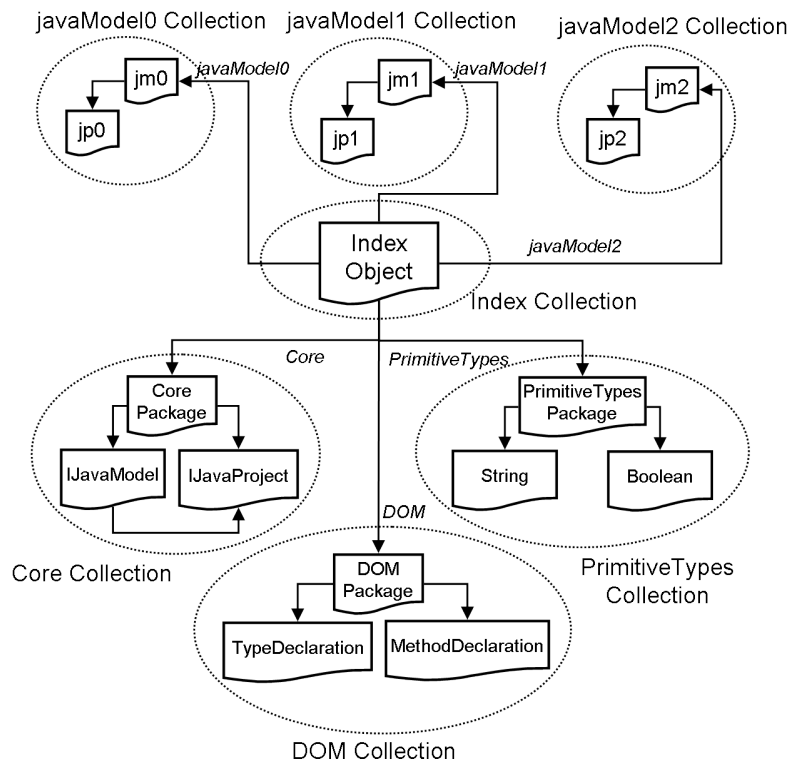 javaModel0 Collection
javaModel1 Collection
javaModel2 Collection
jm0
javaModel0
jp0
jm1
javaModel1
jp1
jm2
jp2
Index
Object
javaModel2
Index Collection
Core
PrimitiveTypes
Core
Package
IJavaModel
IJavaProject
PrimitiveTypes
Package
String
Boolean
DOM
Core Collection
PrimitiveTypes
Collection
DOM
Package
TypeDeclaration
MethodDeclaration
DOM Collection